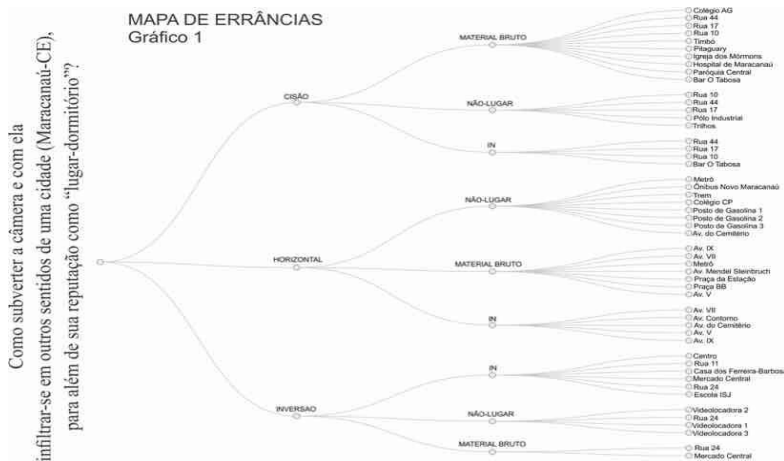 Como subverter a câmera e com ela
infiltrar-se em outros sentidos de uma cidade (Maracanaú-CE),
para além de sua reputação como “lugar-dormitório”?
MAPA DE ERRÂNCIAS
Gráfico 1
CISÃO
MATERIAL BRUTO
Colégio AG
Rua 44
Rua 17
Rua 10
Timbó
Pitaguary
Igreja dos Mórmons
Hospital de Maracanaú
Paróquia Central
Bar O Tabosa
NÃO-LUGAR
Rua 10
Rua 44
Rua 17
Pólo Industrial
Trilhos
IN
Rua 44
Rua 17
Rua 10
Bar O Tabosa
HORIZONTAL
NÃO-LUGAR
Metrô
Ônibus Novo Maracanaú
Trem
Colégio CP
Posto de Gasolina 1
Posto de Gasolina 2
Posto de Gasolina 3
Av. do Cemitério
MATERIAL BRUTO
Av. IX
Av. VII
Metrô
Av. Mendel Steinbruch
Praça da Estação
Praça BB
Av. V
IN
Av. VII
Av. Contorno
Av. do Cemitério
Av. V
Av. IX
INVERSAO
IN
Centro
Rua 11
Casa dos Ferreira-Barbosa
Mercado Central
Rua 24
Escola ISJ
NÃO-LUGAR
Videolocadora 2
Rua 24
Videolocadora 1
Videolocadora 3
MATERIAL BRUTO
Rua 24
Mercado Central